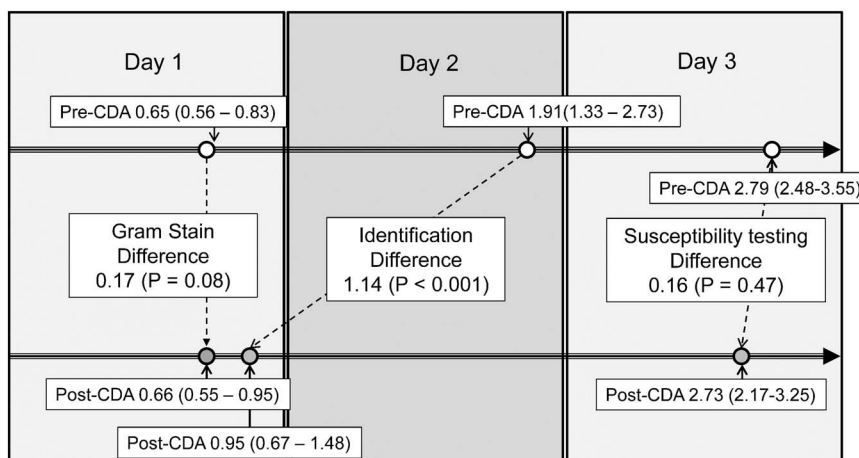 Day 1
Day 2
Day 3
Pre-CDA 0.65 (0.56 – 0.83)
Pre-CDA 1.91(1.33 – 2.73)
Pre-CDA 2.79 (2.48-3.55)
Gram Stain
Difference
0.17 (P = 0.08)
Identification
Difference
1.14 (P < 0.001)
Susceptibility testing
Difference
0.16 (P = 0.47)
Post-CDA 0.66 (0.55 – 0.95)
Post-CDA 2.73 (2.17-3.25)
Post-CDA 0.95 (0.67 – 1.48)